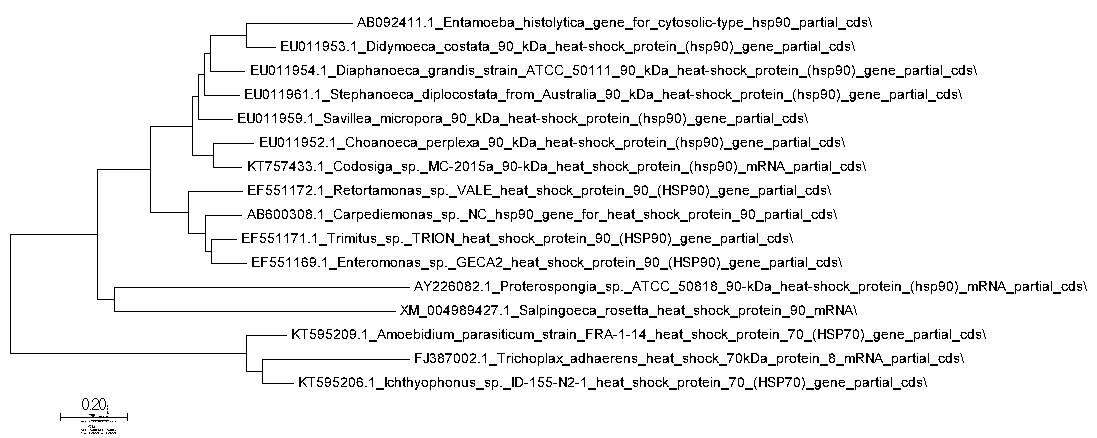 AB092411.1_Entamoeba_histolytica_gene_for_cytosolic-type_hsp90_partial_cds\
EU011953.1_Didymoeca_costata_90_kDa_heat-shock_protein_(hsp90)_gene_partial_cds\
EU011954.1_Diaphanoeca_grandis_strain_ATCC_50111_90_kDa_heat-shock_protein_(hsp90)_gene_partial_cds\
EU011961.1_Stephanoeca_diplocostata_from_Australia_90_kDa_heat-shock_protein_(hsp90)_gene_partial_cds\
EU011959.1_Savillea_micropora_90_kDa_heat-shock_protein_(hsp90)_gene_partial_cds\
EU011952.1_Choanoeca_perplexa_90_kDa_heat-shock_protein_(hsp90)_gene_partial_cds\
KT757433.1_Codosiga_sp._MC-2015a_90-kDa_heat_shock_protein_(hsp90)_mRNA_partial_cds\
EF551172.1_Retortamonas_sp._VALE_heat_shock_protein_90_(HSP90)_gene_partial_cds\
AB600308.1_Carpediemonas_sp._NC_hsp90_gene_for_heat_shock_protein_90_partial_cds\
EF551171.1_Trimitus_sp._TRION_heat_shock_protein_90_(HSP90)_gene_partial_cds\
EF551169.1_Enteromonas_sp._GECA2_heat_shock_protein_90_(HSP90)_gene_partial_cds\
AY226082.1_Proterospongia_sp._ATCC_50818_90-kDa_heat-shock_protein_(hsp90)_mRNA_partial_cds\
XM_004989427.1_Salpingoeca_rosetta_heat_shock_protein_90_mRNA\
KT595209.1_Amoebidium_parasiticum_strain_FRA-1-14_heat_shock_protein_70_(HSP70)_gene_partial_cds\
FJ387002.1_Trichoplax_adhaerens_heat_shock_70kDa_protein_8_mRNA_partial_cds\
KT595206.1_Ichthyophonus_sp._ID-155-N2-1_heat_shock_protein_70_(HSP70)_gene_partial_cds\
0.20